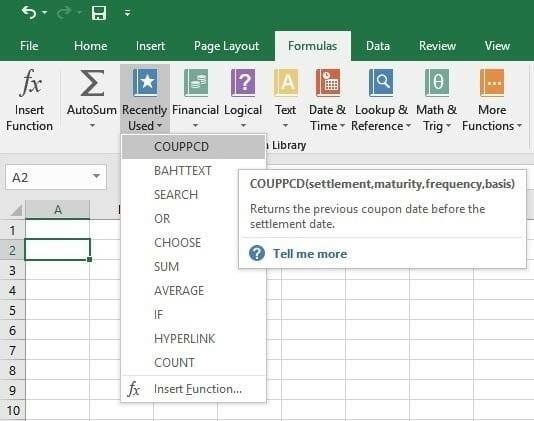 File Home Insert Page Layout Formulas Data Review View
fx Σ A θ
Insert Function AutoSum Recently Used Financial Logical Text Date & Time Lookup & Reference Math & Trig More Functions
Library
A2
COUPPCD
BAHTTEXT
SEARCH
OR
CHOOSE
SUM
AVERAGE
IF
HYPERLINK
COUNT
fx Insert Function...
COUPPCD(settlement,maturity,frequency,basis)
Returns the previous coupon date before the
settlement date.
? Tell me more
A
1
2
3
4
5
6
7
8
9
10